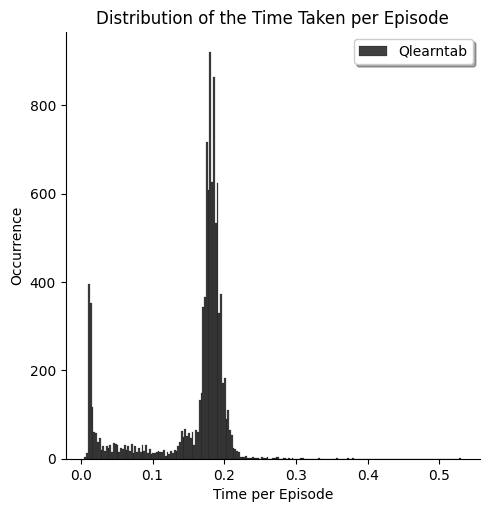 Distribution of the Time Taken per Episode
Qlearntab
800
600
400
200
0
Occurrence
0.0 0.1 0.2 0.3 0.4 0.5
Time per Episode